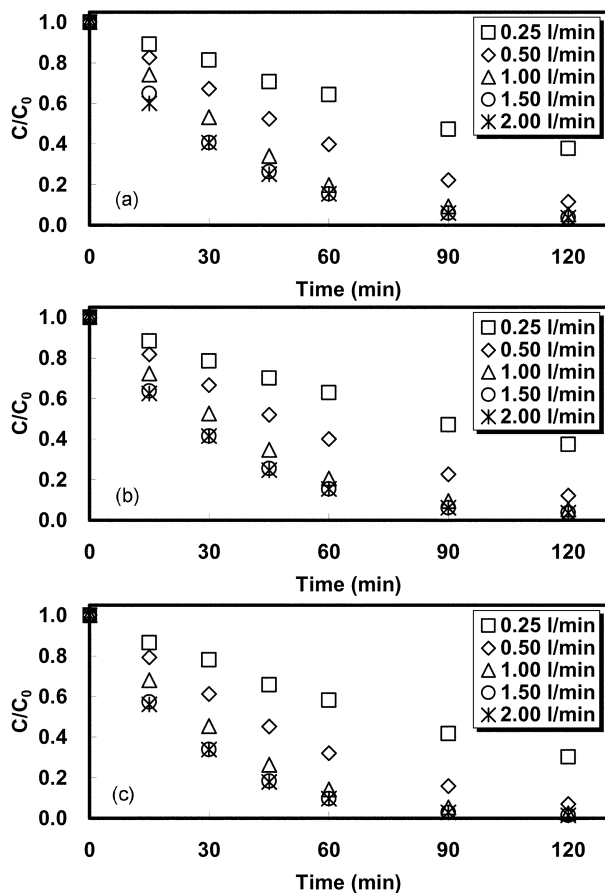 1.0
0.8
0.6
0.4
0.2
0.0
C/C0
(a)
0.25 l/min
0.50 l/min
1.00 l/min
1.50 l/min
2.00 l/min
0 30 60 90 120
Time (min)
1.0
0.8
0.6
0.4
0.2
0.0
C/C0
(b)
0.25 l/min
0.50 l/min
1.00 l/min
1.50 l/min
2.00 l/min
0 30 60 90 120
Time (min)
1.0
0.8
0.6
0.4
0.2
0.0
C/C0
(c)
0.25 l/min
0.50 l/min
1.00 l/min
1.50 l/min
2.00 l/min
0 30 60 90 120
Time (min)